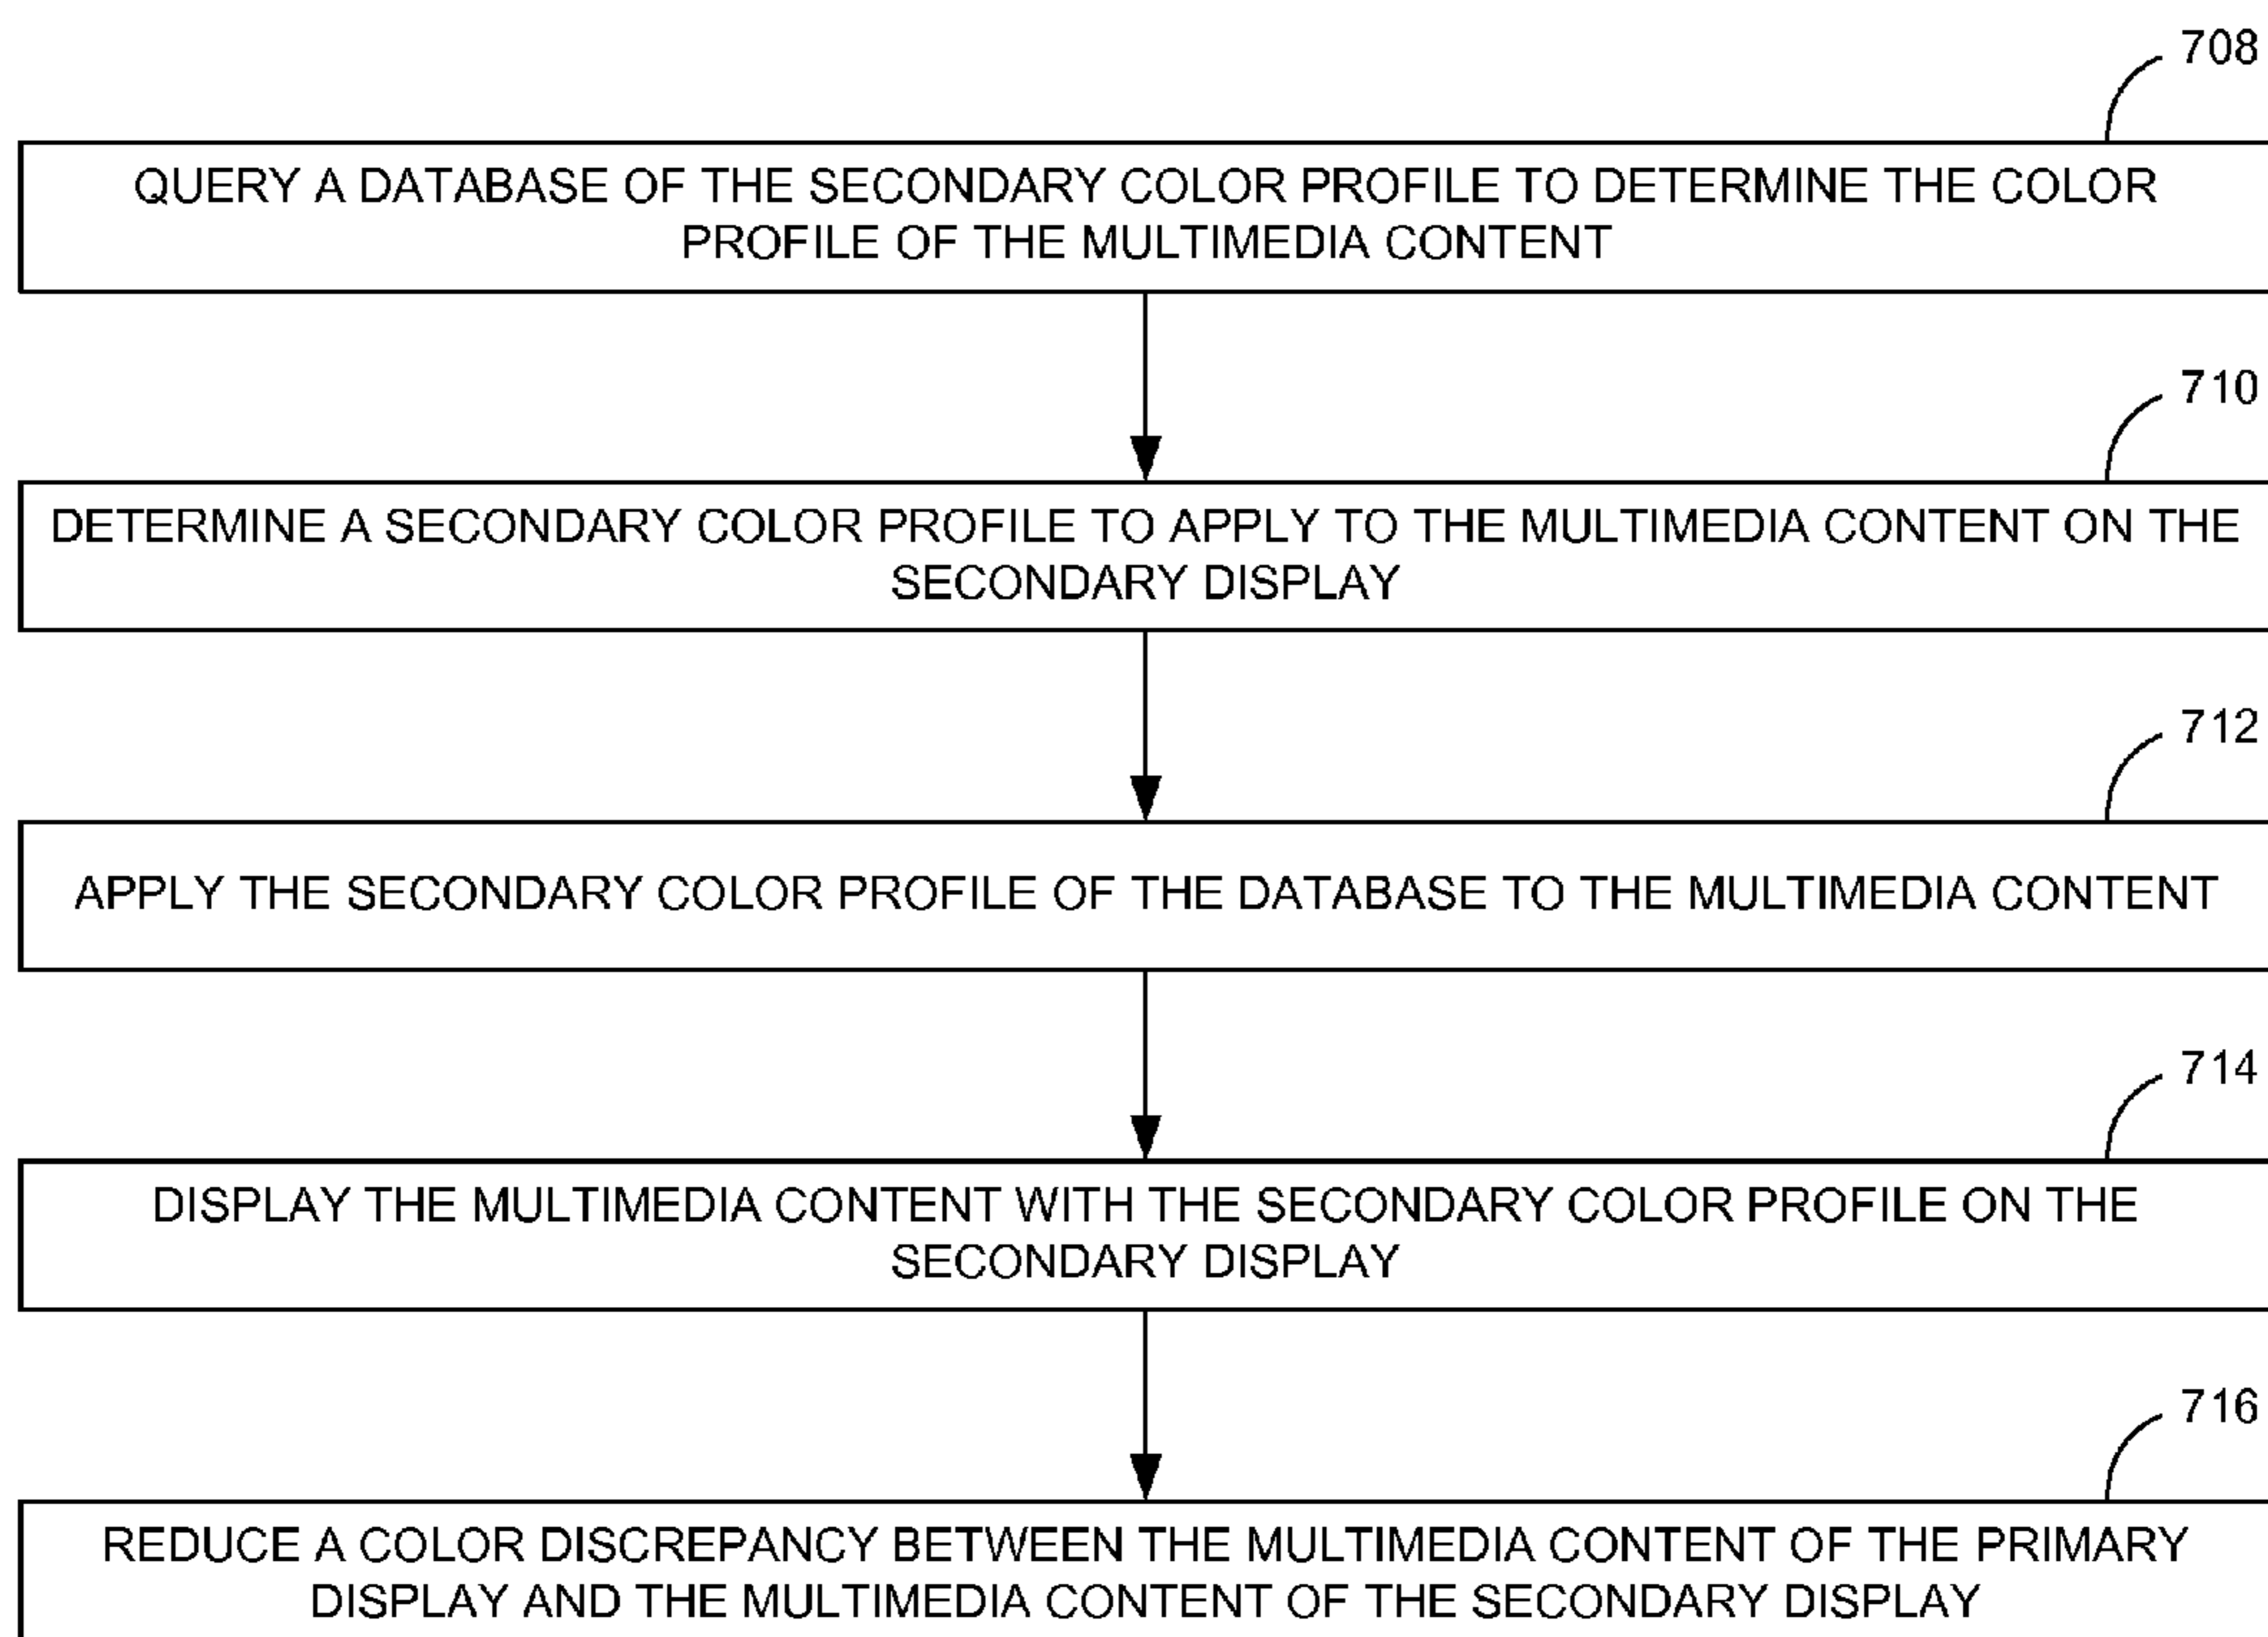 708
QUERY A DATABASE OF THE SECONDARY COLOR PROFILE TO DETERMINE THE COLOR
PROFILE OF THE MULTIMEDIA CONTENT
710
DETERMINE A SECONDARY COLOR PROFILE TO APPLY TO THE MULTIMEDIA CONTENT ON THE
SECONDARY DISPLAY
712
APPLY THE SECONDARY COLOR PROFILE OF THE DATABASE TO THE MULTIMEDIA CONTENT
714
DISPLAY THE MULTIMEDIA CONTENT WITH THE SECONDARY COLOR PROFILE ON THE
SECONDARY DISPLAY
716
REDUCE A COLOR DISCREPANCY BETWEEN THE MULTIMEDIA CONTENT OF THE PRIMARY
DISPLAY AND THE MULTIMEDIA CONTENT OF THE SECONDARY DISPLAY